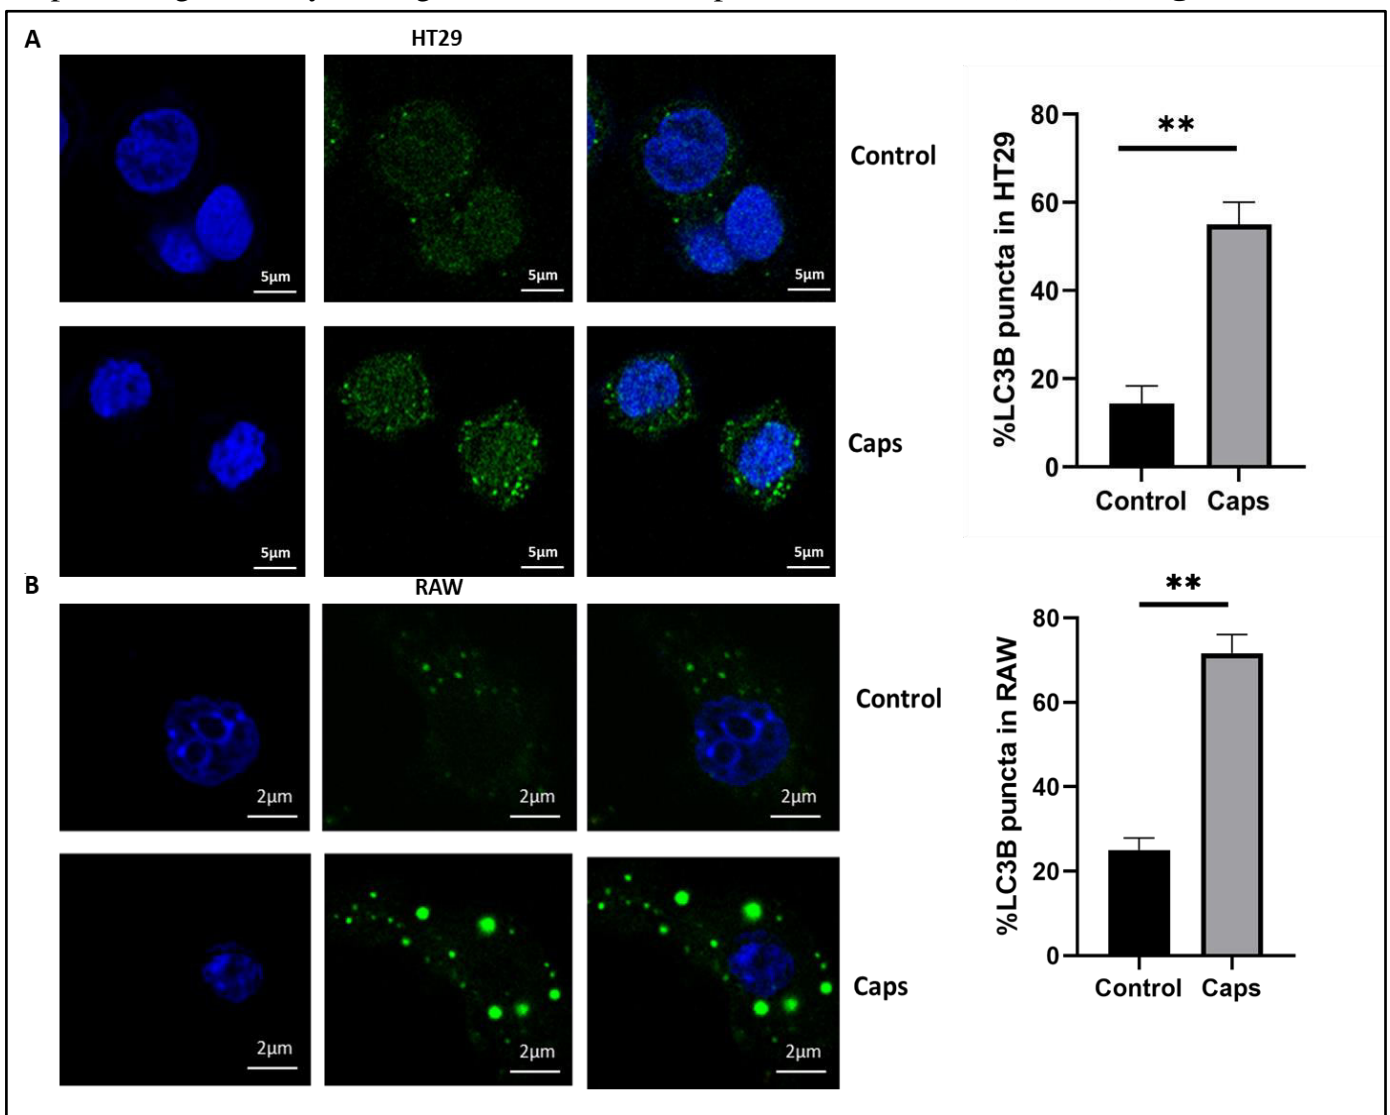 A
HT29
5µm
5µm
5µm
Control
5µm
5µm
5µm
Caps
**
80
60
40
20
0
%LC3B puncta in HT29
Control Caps
B
RAW
2µm
2µm
2µm
Control
2µm
2µm
2µm
Caps
**
80
60
40
20
0
%LC3B puncta in RAW
Control Caps